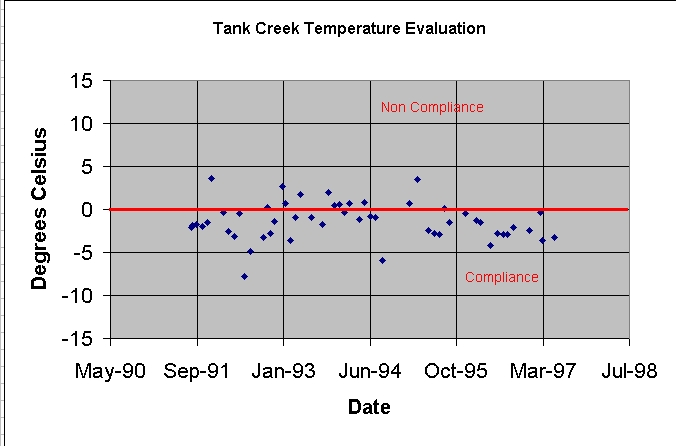 Tank Creek Temperature Evaluation
15
10
5
0
-5
-10
-15
Degrees Celsius
Non Compliance
Compliance
May-90 Sep-91 Jan-93 Jun-94 Oct-95 Mar-97 Jul-98
Date